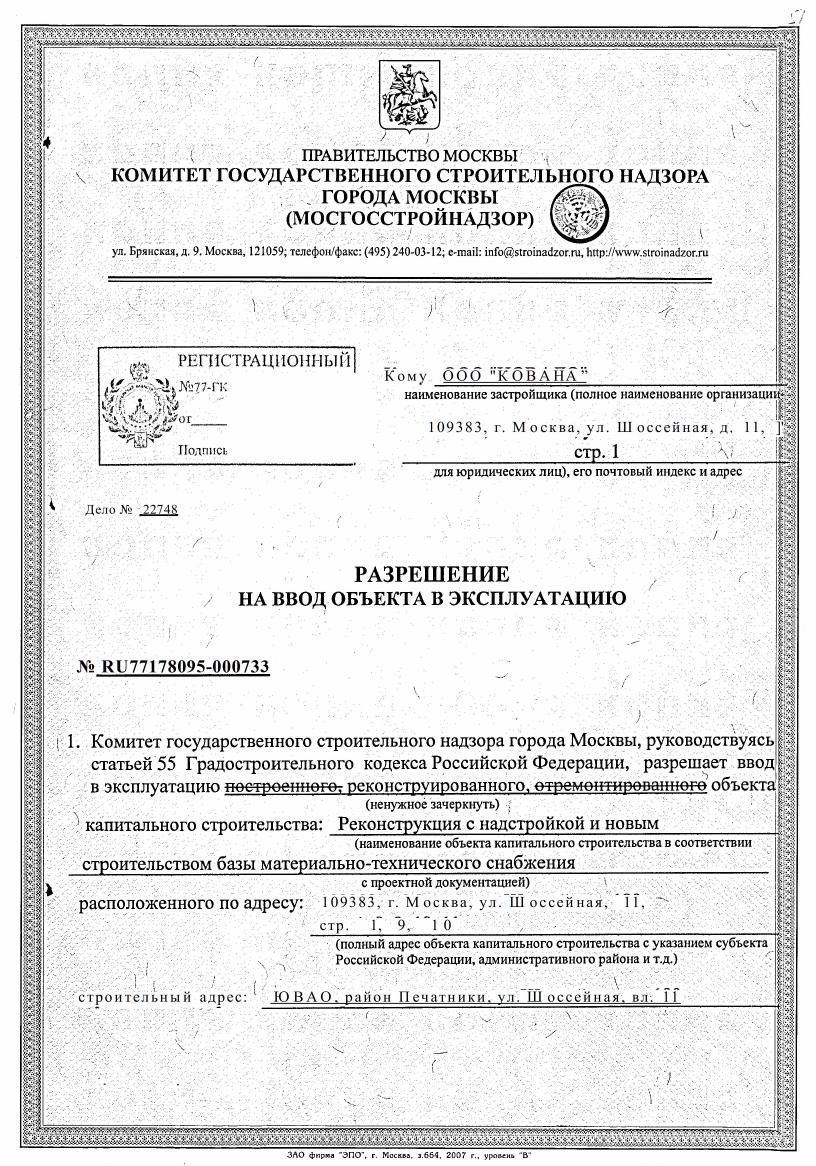 57
ПРАВИТЕЛЬСТВО МОСКВЫ
КОМИТЕТ ГОСУДАРСТВЕННОГО СТРОИТЕЛЬНОГО НАДЗОРА
ГОРОДА МОСКВЫ
(МОСГОССТРОЙНАДЗОР)
ул. Брянская, д. 9. Москва, 121059; телефон/факс: (495) 240-03-12; e-mail: info@stroinadzor.ru, http://www.stroinadzor.ru
РЕГИСТРАЦИОННЫЙ
№77-ГК
от____
Подпись
Кому ООО "КОВАНА"
наименование застройщика (полное наименование организации
109383, г. Москва, ул. Шоссейная, д. 11,
стр. 1
для юридических лиц), его почтовый индекс и адрес
Дело № 22748
РАЗРЕШЕНИЕ
НА ВВОД ОБЪЕКТА В ЭКСПЛУАТАЦИЮ
№ RU77178095-000733
1. Комитет государственного строительного надзора города Москвы, руководствуясь
статьей 55 Градостроительного кодекса Российской Федерации, разрешает ввод
в эксплуатацию построенного, реконструированного, отремонтированного объекта
(ненужное зачеркнуть)
капитального строительства: Реконструкция с надстройкой и новым
(наименование объекта капитального строительства в соответствии
строительством базы материально-технического снабжения
с проектной документацией)
расположенного по адресу: 109383, г. Москва, ул. Шоссейная, 11,
стр. 1, 9, 10
(полный адрес объекта капитального строительства с указанием субъекта
Российской Федерации, административного района и т.д.)
строительный адрес: ЮВАО, район Печатники, ул. Шоссейная, вл. 11
ЗАО фирма "ЭПО", г. Москва, з.664, 2007 г., уровень "В"